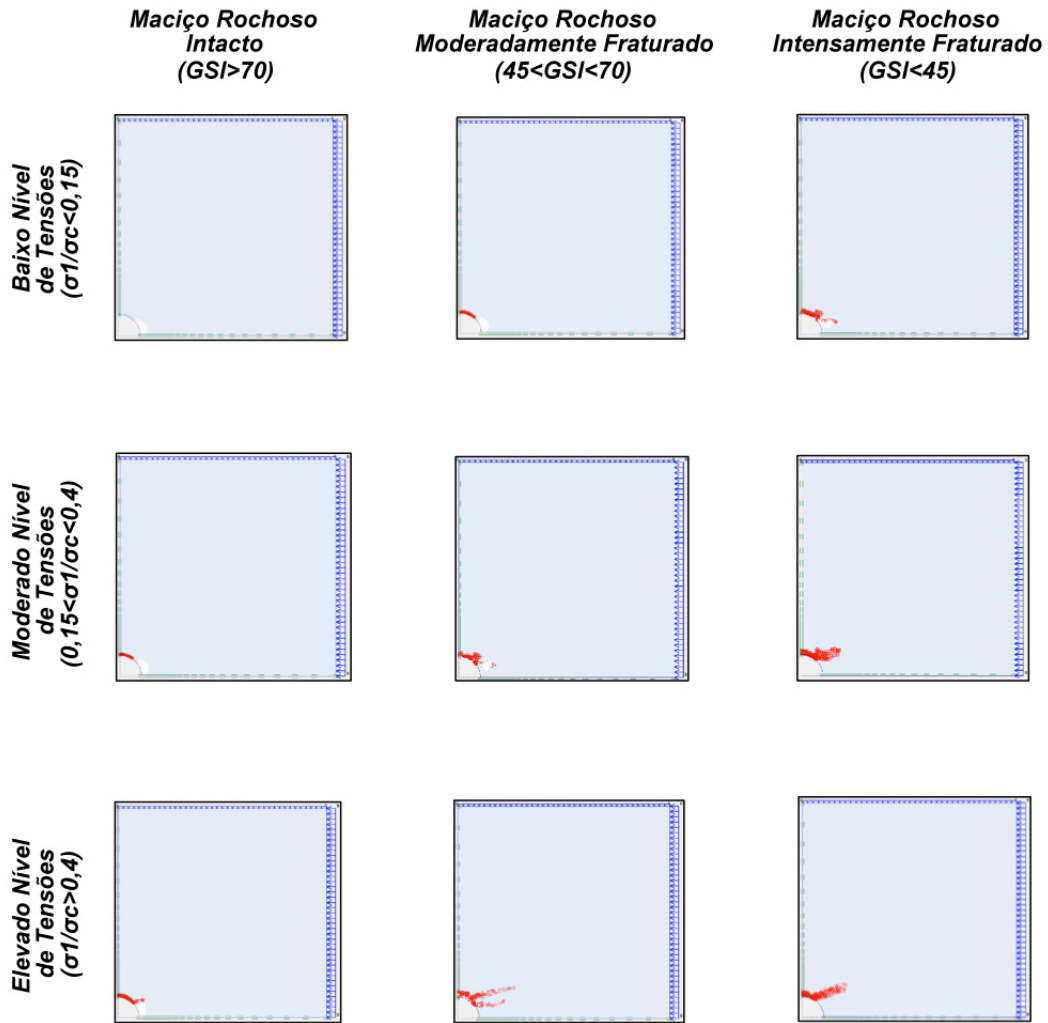 Maciço Rochoso
Intacto
(GSI>70)
Maciço Rochoso
Moderadamente Fraturado
(45<GSI<70)
Maciço Rochoso
Intensamente Fraturado
(GSI<45)
Baixo Nível
de Tensões
(σ1/σc<0,15)
Moderado Nível
de Tensões
(0,15<σ1/σc<0,4)
Elevado Nível
de Tensões
(σ1/σc>0,4)